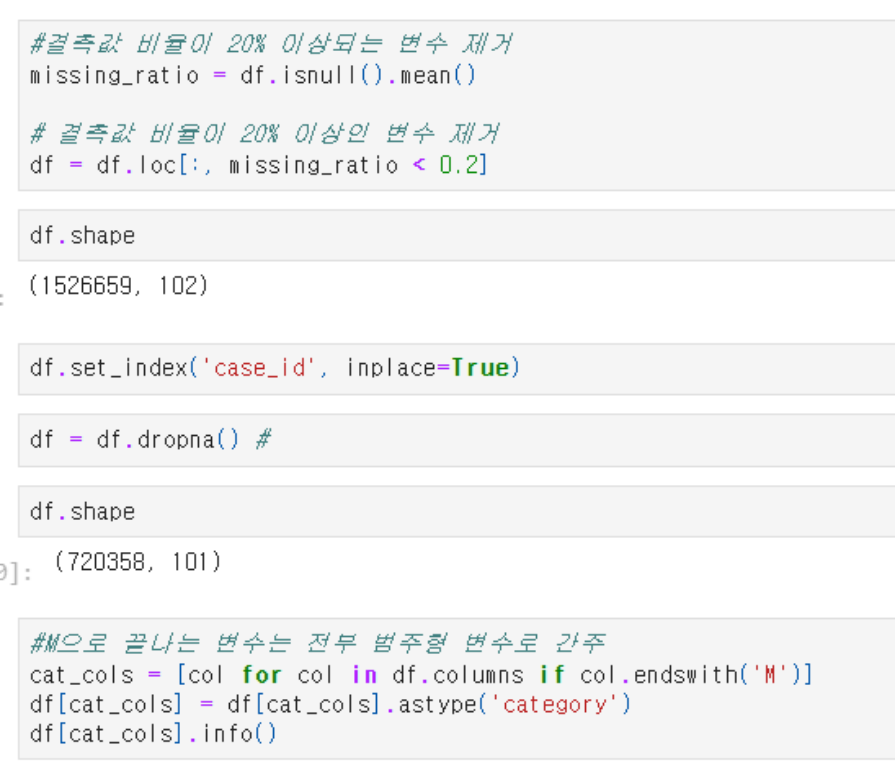 #결측값 비율이 20% 이상되는 변수 제거
missing_ratio = df.isnull().mean()
# 결측값 비율이 20% 이상인 변수 제거
df = df.loc[:, missing_ratio < 0.2]
df.shape
: (1526659, 102)
df.set_index('case_id', inplace=True)
df = df.dropna() #
df.shape
0]: (720358, 101)
#M으로 끝나는 변수는 전부 범주형 변수로 간주
cat_cols = [col for col in df.columns if col.endswith('M')]
df[cat_cols] = df[cat_cols].astype('category')
df[cat_cols].info()